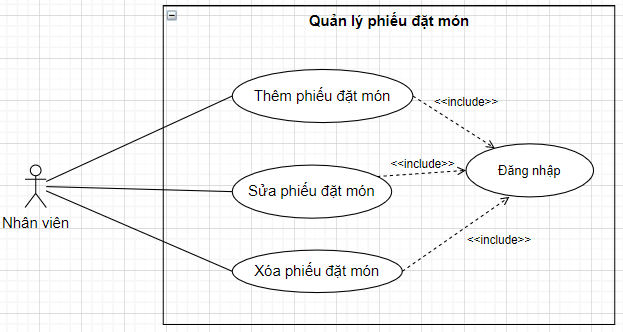 Quản lý phiếu đặt món
Thêm phiếu đặt món
<<include>>
<<include>>
Đăng nhập
Sửa phiếu đặt món
Nhân viên
<<include>>
Xóa phiếu đặt món